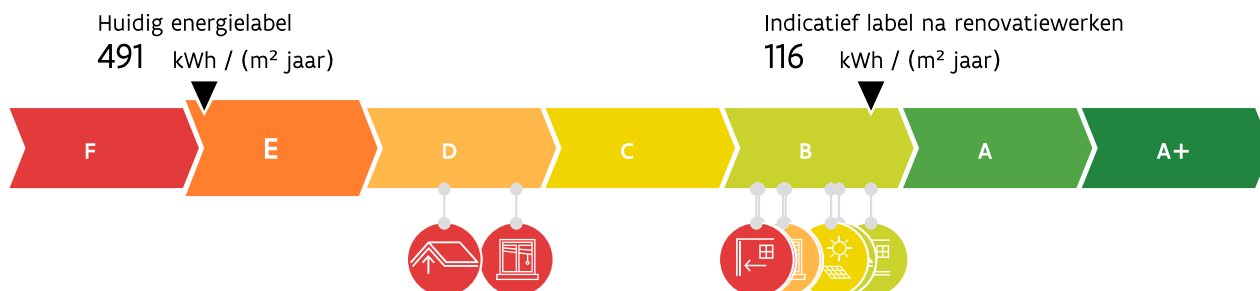 Huidig energielabel
491 kWh / (m² jaar)
Indicatief label na renovatiewerken
116 kWh / (m² jaar)
F E D C B A A+